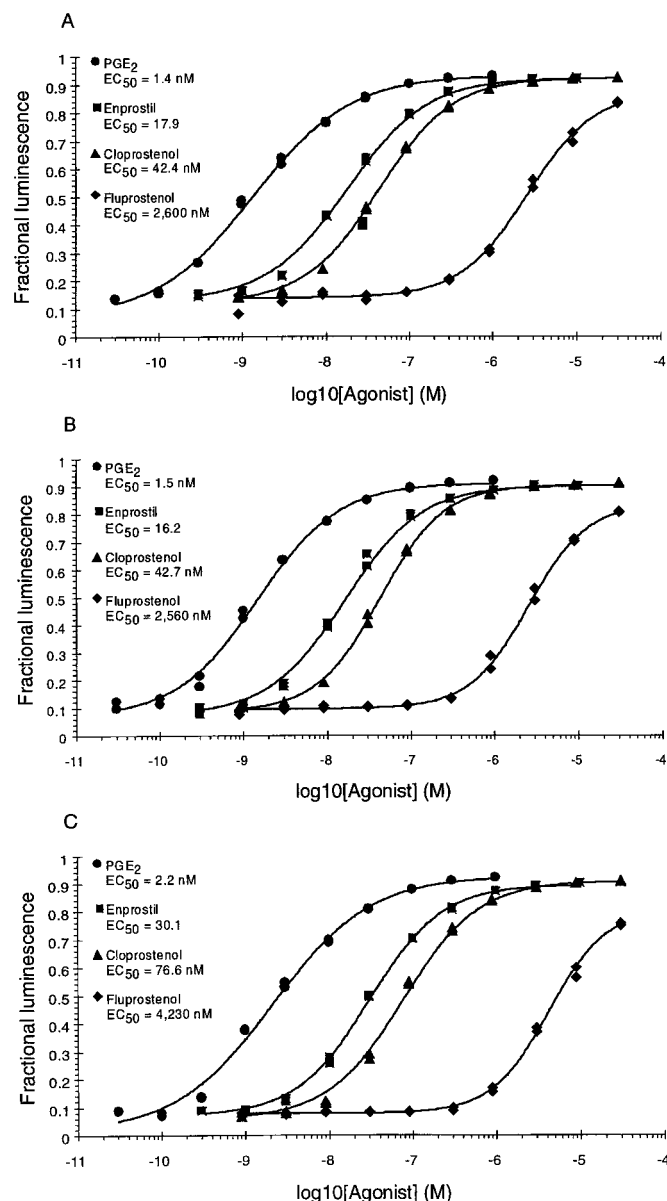 A
PGE2
EC50 = 1.4 nM
Enprostil
EC50 = 17.9
Cloprostenol
EC50 = 42.4 nM
Fluprostenol
EC50 = 2,600 nM
Fractional luminescence
1
0.9
0.8
0.7
0.6
0.5
0.4
0.3
0.2
0.1
0
-11 -10 -9 -8 -7 -6 -5 -4
log10[Agonist] (M)
B
PGE2
EC50 = 1.5 nM
Enprostil
EC50 = 16.2
Cloprostenol
EC50 = 42.7 nM
Fluprostenol
EC50 = 2,560 nM
Fractional luminescence
1
0.9
0.8
0.7
0.6
0.5
0.4
0.3
0.2
0.1
0
-11 -10 -9 -8 -7 -6 -5 -4
log10[Agonist] (M)
C
PGE2
EC50 = 2.2 nM
Enprostil
EC50 = 30.1
Cloprostenol
EC50 = 76.6 nM
Fluprostenol
EC50 = 4,230 nM
Fractional luminescence
1
0.9
0.8
0.7
0.6
0.5
0.4
0.3
0.2
0.1
0
-11 -10 -9 -8 -7 -6 -5 -4
log10[Agonist] (M)